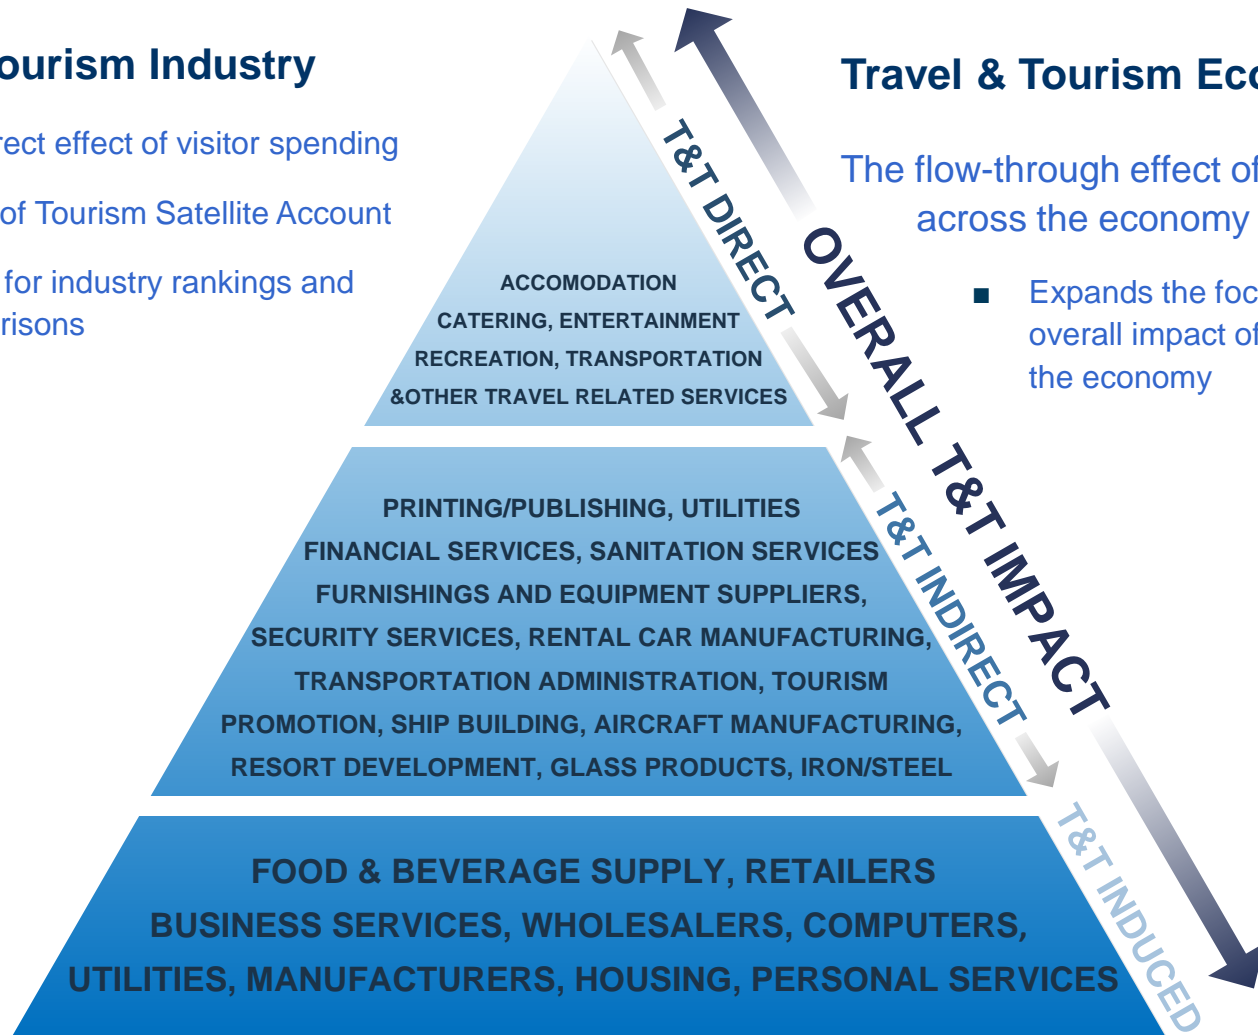 ourism Industry
rect effect of visitor spending
of Tourism Satellite Account
for industry rankings and
risons
Travel & Tourism Eco
The flow-through effect of
across the economy
■ Expands the foc
overall impact of
the economy
T&T DIRECT
OVERALL T&T IMPACT
T&T INDIRECT
T&T INDUCED
ACCOMODATION
CATERING, ENTERTAINMENT
RECREATION, TRANSPORTATION
&OTHER TRAVEL RELATED SERVICES
PRINTING/PUBLISHING, UTILITIES
FINANCIAL SERVICES, SANITATION SERVICES
FURNISHINGS AND EQUIPMENT SUPPLIERS,
SECURITY SERVICES, RENTAL CAR MANUFACTURING,
TRANSPORTATION ADMINISTRATION, TOURISM
PROMOTION, SHIP BUILDING, AIRCRAFT MANUFACTURING,
RESORT DEVELOPMENT, GLASS PRODUCTS, IRON/STEEL
FOOD & BEVERAGE SUPPLY, RETAILERS
BUSINESS SERVICES, WHOLESALERS, COMPUTERS,
UTILITIES, MANUFACTURERS, HOUSING, PERSONAL SERVICES